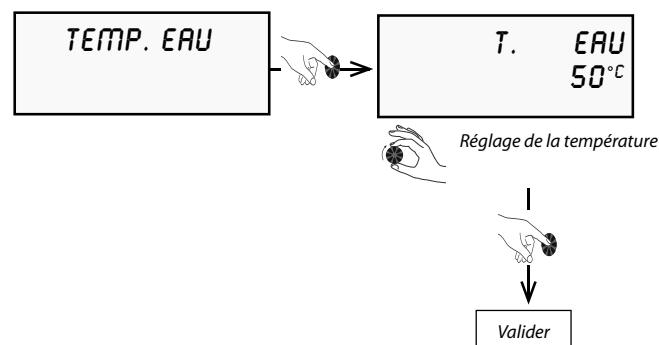 TEMP. EAU
T. EAU
50°C
Réglage de la température
Valider